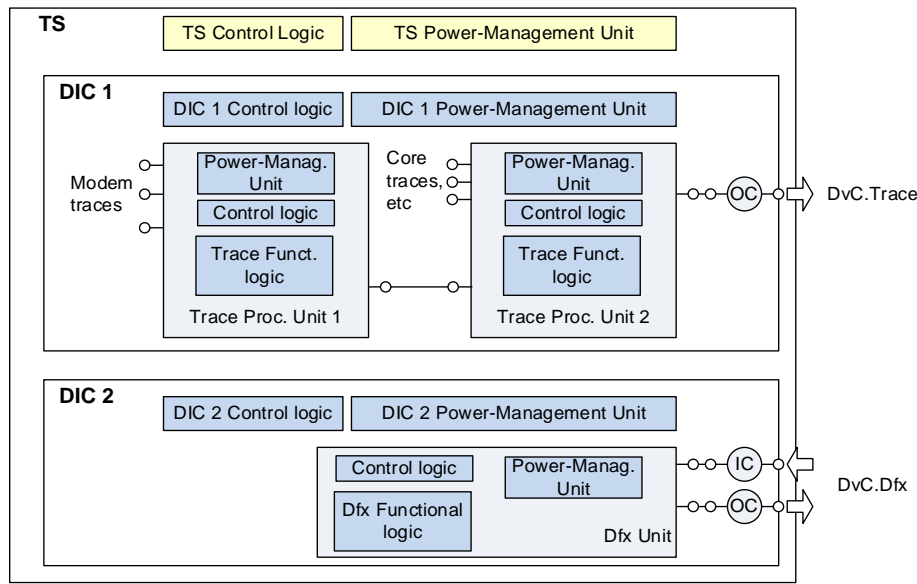 TS
TS Control Logic
TS Power-Management Unit
DIC 1
DIC 1 Control logic
DIC 1 Power-Management Unit
Modem
traces
Power-Manag.
Unit
Control logic
Trace Funct.
logic
Trace Proc. Unit 1
Core
traces,
etc
Power-Manag.
Unit
Control logic
Trace Funct.
logic
Trace Proc. Unit 2
OC
DvC.Trace
DIC 2
DIC 2 Control logic
DIC 2 Power-Management Unit
Control logic
Dfx Functional
logic
Power-Manag.
Unit
Dfx Unit
IC
OC
DvC.Dfx